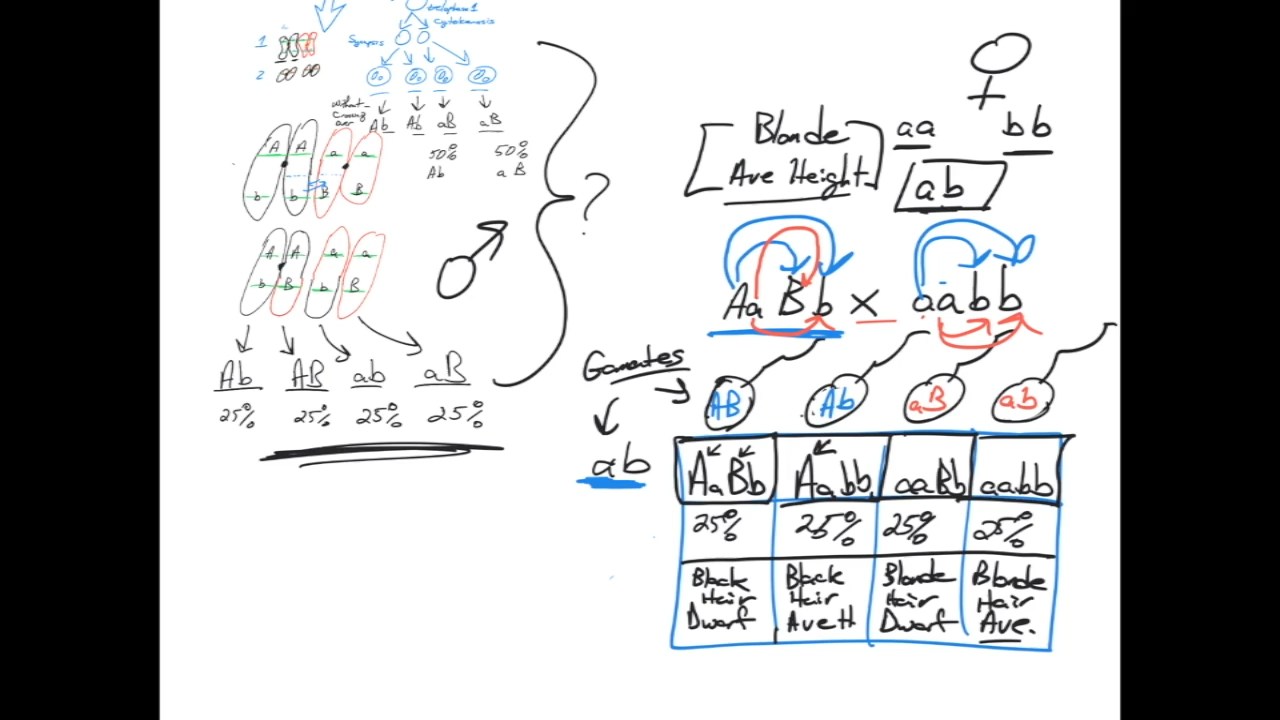 telophase 1
Cytokinesis
1
Synapsis
2
Without
Crossing
over
Ab Ab aB aB
50% 50%
Ab aB
A A a a
b b B B
A A a a
b B b B
Ab AB ab aB
25% 25% 25% 25%
?
Blonde
Ave Height
aa bb
ab
Aa Bb X aabb
Gametes
AB Ab aB ab
ab
AaBb Aabb aaBb aabb
25% 25% 25% 25%
Black Hair Dwarf
Black Hair Ave H
Blonde Hair Dwarf
Blonde Hair Ave.